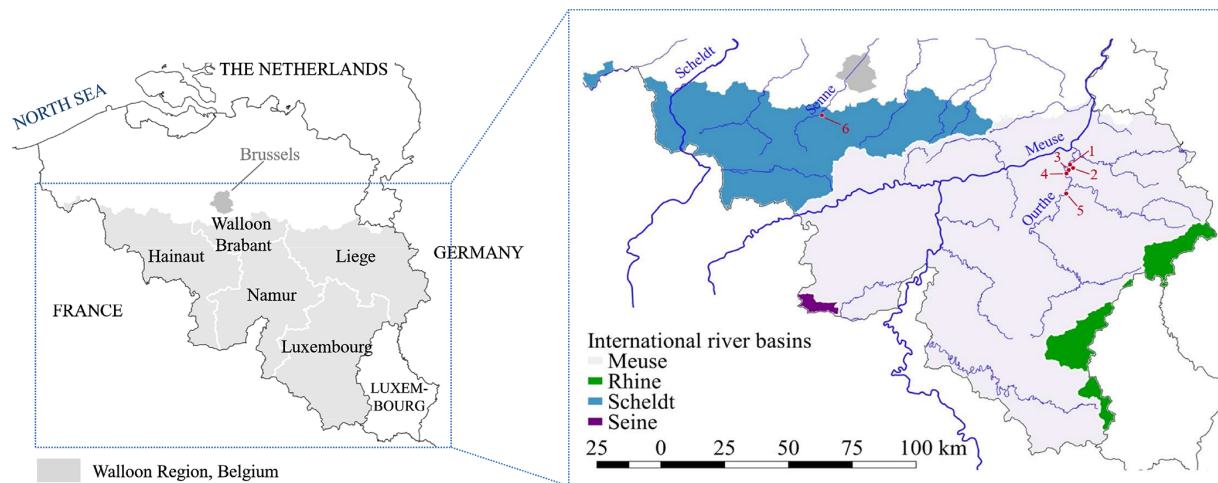 THE NETHERLANDS
NORTH SEA
Brussels
Walloon
Brabant
Hainaut
Liege
GERMANY
Namur
FRANCE
Luxembourg
LUXEM-
BOURG
Walloon Region, Belgium
Scheldt
Senne
6
Meuse
3
1
4
2
Ourthe
5
International river basins
Meuse
Rhine
Scheldt
Seine
25 0 25 50 75 100 km